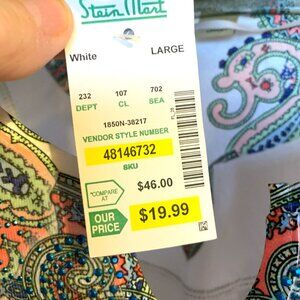 Stein Mart
White LARGE
232 107 702
DEPT CL SEA
1850N-38217
VENDOR STYLE NUMBER
48146732
SKU
COMPARE AT $46.00
OUR PRICE $19.99